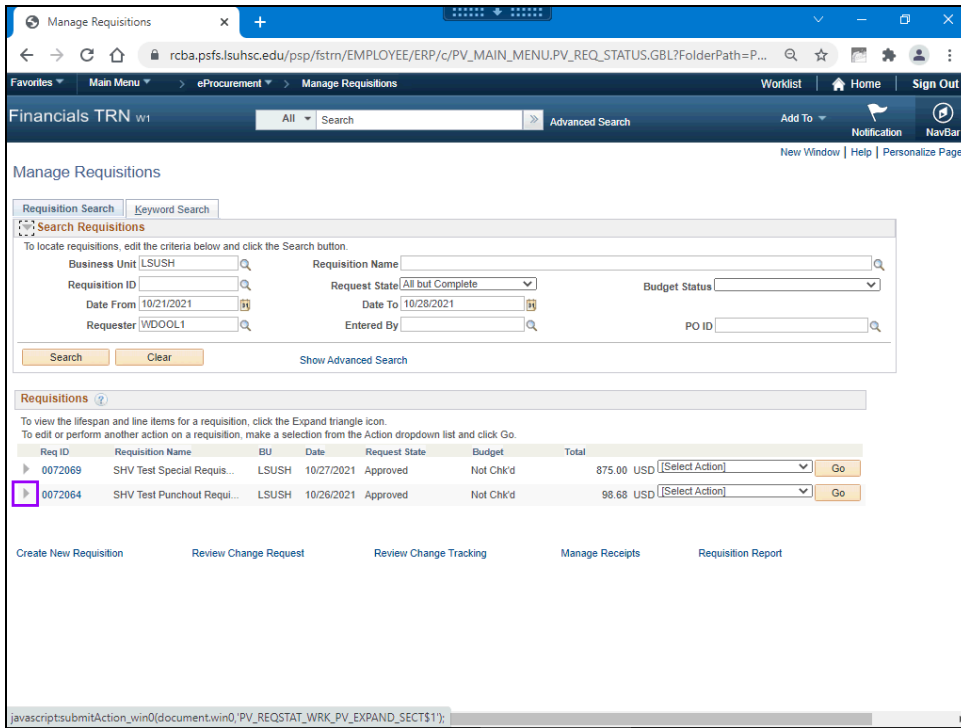 Manage Requisitions
rcba.psfs.lsuhsc.edu/psp/fstrn/EMPLOYEE/ERP/c/PV_MAIN_MENU.PV_REQ_STATUS.GBL?FolderPath=P...
Favorites Main Menu > eProcurement > Manage Requisitions Worklist Home Sign Out
Financials TRN W1 All Search Advanced Search Add To Notification NavBar
New Window | Help | Personalize Page
Manage Requisitions
Requisition Search Keyword Search
Search Requisitions
To locate requisitions, edit the criteria below and click the Search button.
Business Unit LSUSH Requisition Name
Requisition ID Request State All but Complete Budget Status
Date From 10/21/2021 Date To 10/28/2021
Requester WDOOL1 Entered By PO ID
Search Clear Show Advanced Search
Requisitions ?
To view the lifespan and line items for a requisition, click the Expand triangle icon.
To edit or perform another action on a requisition, make a selection from the Action dropdown list and click Go.
Req ID Requisition Name BU Date Request State Budget Total
0072069 SHV Test Special Requis... LSUSH 10/27/2021 Approved Not Chk'd 875.00 USD [Select Action] Go
0072064 SHV Test Punchout Requi... LSUSH 10/26/2021 Approved Not Chk'd 98.68 USD [Select Action] Go
Create New Requisition Review Change Request Review Change Tracking Manage Receipts Requisition Report
javascript:submitAction_win0(document.win0,'PV_REQSTAT_WRK_PV_EXPAND_SECT$1');